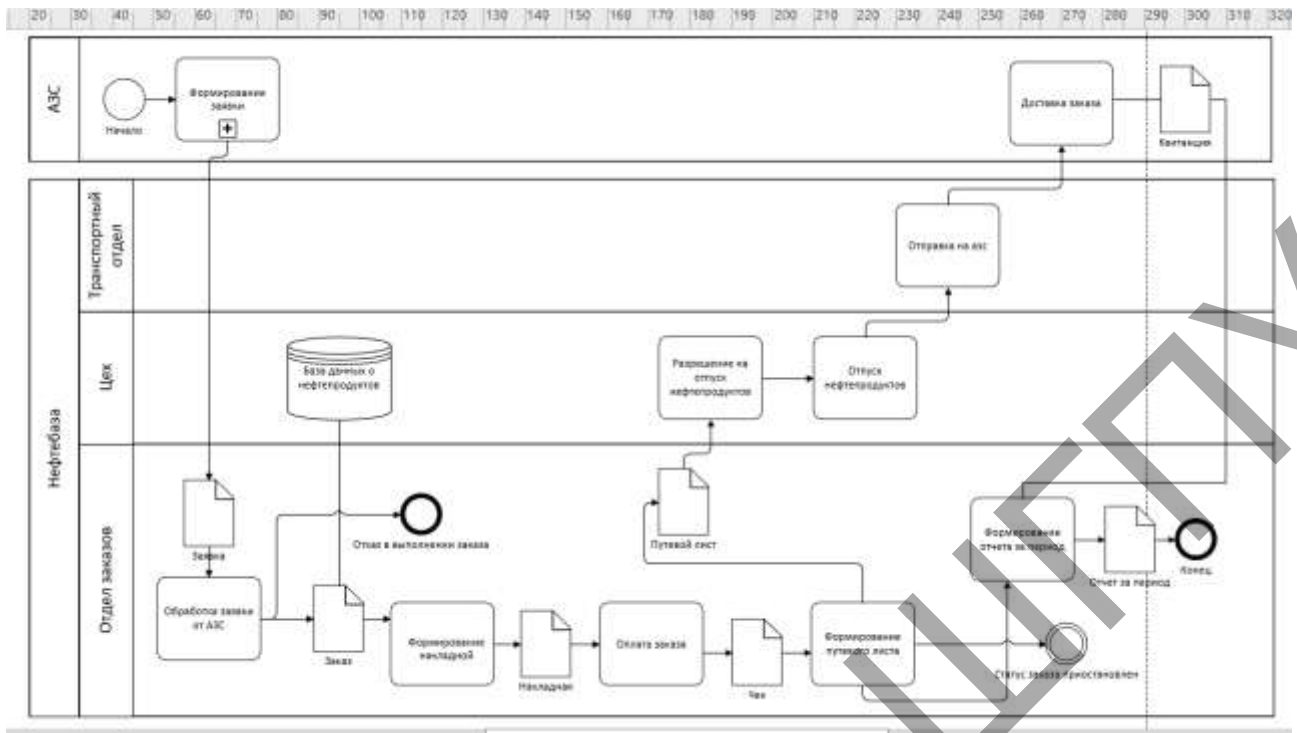 20 30 40 50 60 70 80 90 100 110 120 130 140 150 160 170 180 190 200 210 220 230 240 250 260 270 280 290 300 310 320
АЗС
Начало
Формирование
заявки
Доставка заказа
Квитанция
Нефтебаза
Транспортный
отдел
Отправка на азс
Цех
База данных о
нефтепродуктов
Разрешение на
отпуск
нефтепродуктов
Отпуск
нефтепродуктов
Отдел заказов
Заявка
Отказ в выполнении заказа
Путевой лист
Формирование
отчета за период
Отчет за период
Конец
Обработка заявки
от АЗС
Заказ
Формирование
накладной
Накладная
Оплата заказа
Чек
Формирование
путевого листа
Статус заказа приостановлен